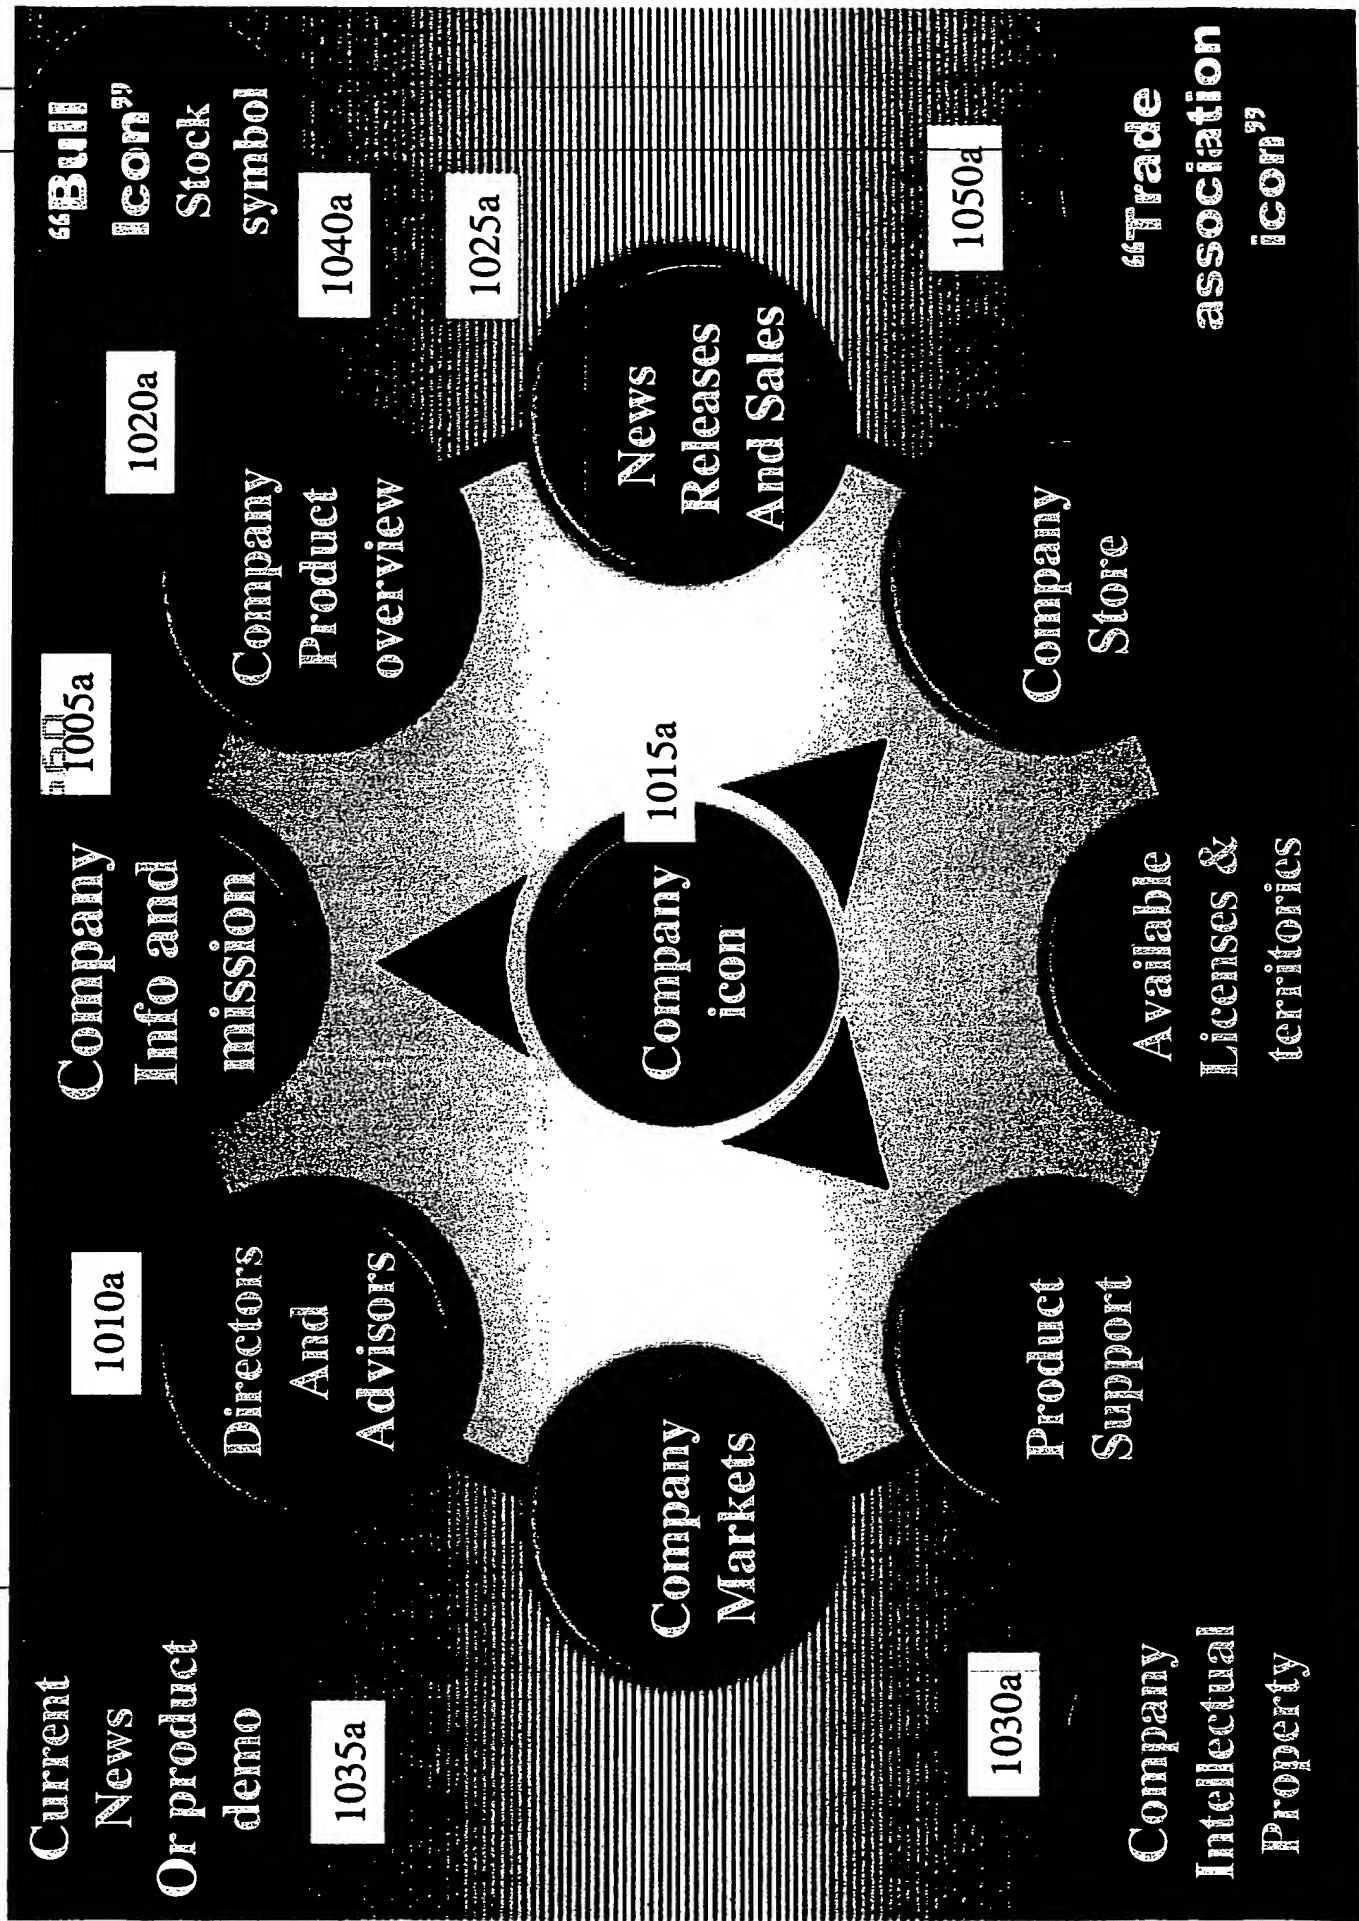 Current
News
Or product
demo
1035a
1010a
Directors
And
Advisors
Company
Info and
mission
1005a
1020a
Company
Product
overview
“Bull
Icon”
Stock
symbol
1040a
1025a
Company
Markets
Company
icon
1015a
News
Releases
And Sales
1030a
Company
Intellectual
Property
Product
Support
Available
Licenses &
territories
Company
Store
1050a
“Trade
association
icon”